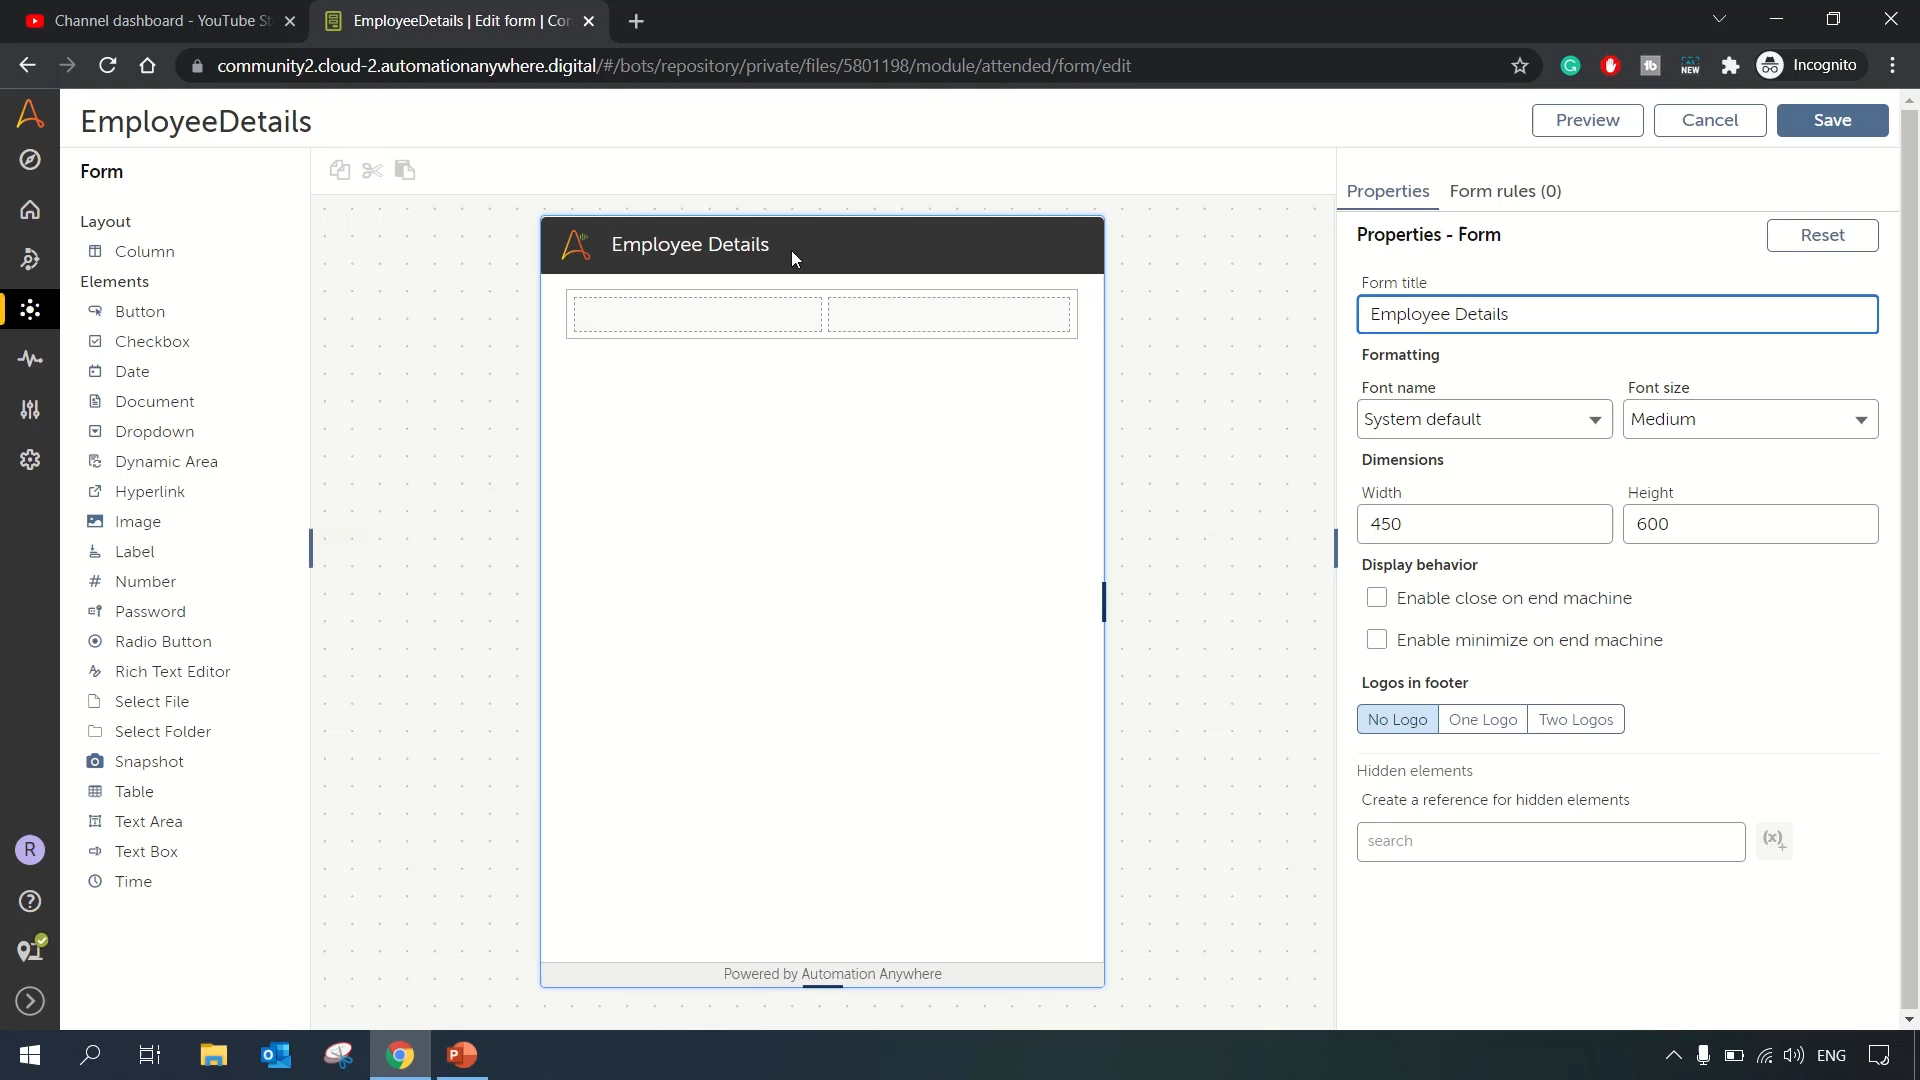 Channel dashboard - YouTube St
EmployeeDetails | Edit form | Con
community2.cloud-2.automationanywhere.digital/#/bots/repository/private/files/5801198/module/attended/form/edit
NEW
Incognito
EmployeeDetails
Preview
Cancel
Save
Form
Layout
Column
Elements
Button
Checkbox
Date
Document
Dropdown
Dynamic Area
Hyperlink
Image
Label
Number
Password
Radio Button
Rich Text Editor
Select File
Select Folder
Snapshot
Table
Text Area
Text Box
Time
R
Employee Details
Powered by Automation Anywhere
Properties
Form rules (0)
Properties - Form
Reset
Form title
Employee Details
Formatting
Font name
Font size
System default
Medium
Dimensions
Width
Height
450
600
Display behavior
Enable close on end machine
Enable minimize on end machine
Logos in footer
No Logo
One Logo
Two Logos
Hidden elements
Create a reference for hidden elements
search
(x)+
ENG